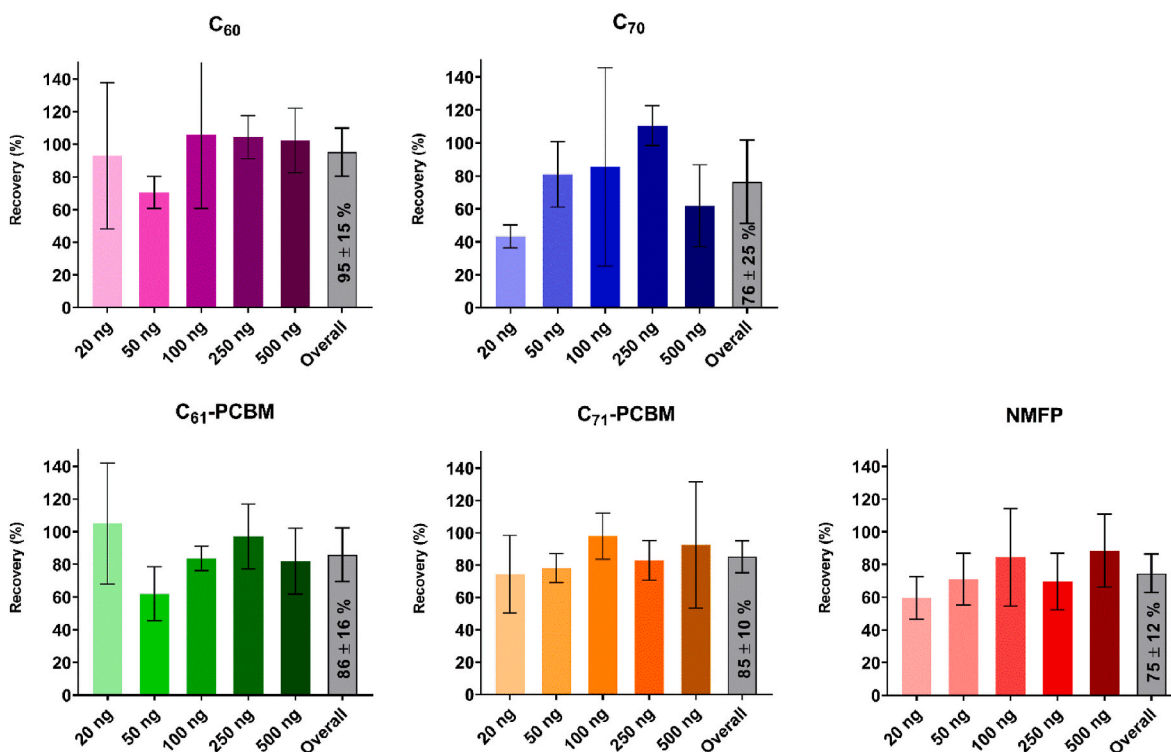 C60
Recovery (%)
140
120
100
80
60
40
20
0
95 ± 15 %
20 ng
50 ng
100 ng
250 ng
500 ng
Overall
C70
Recovery (%)
140
120
100
80
60
40
20
0
76 ± 25 %
20 ng
50 ng
100 ng
250 ng
500 ng
Overall
C61-PCBM
Recovery (%)
140
120
100
80
60
40
20
0
86 ± 16 %
20 ng
50 ng
100 ng
250 ng
500 ng
Overall
C71-PCBM
Recovery (%)
140
120
100
80
60
40
20
0
85 ± 10 %
20 ng
50 ng
100 ng
250 ng
500 ng
Overall
NMFP
Recovery (%)
140
120
100
80
60
40
20
0
75 ± 12 %
20 ng
50 ng
100 ng
250 ng
500 ng
Overall